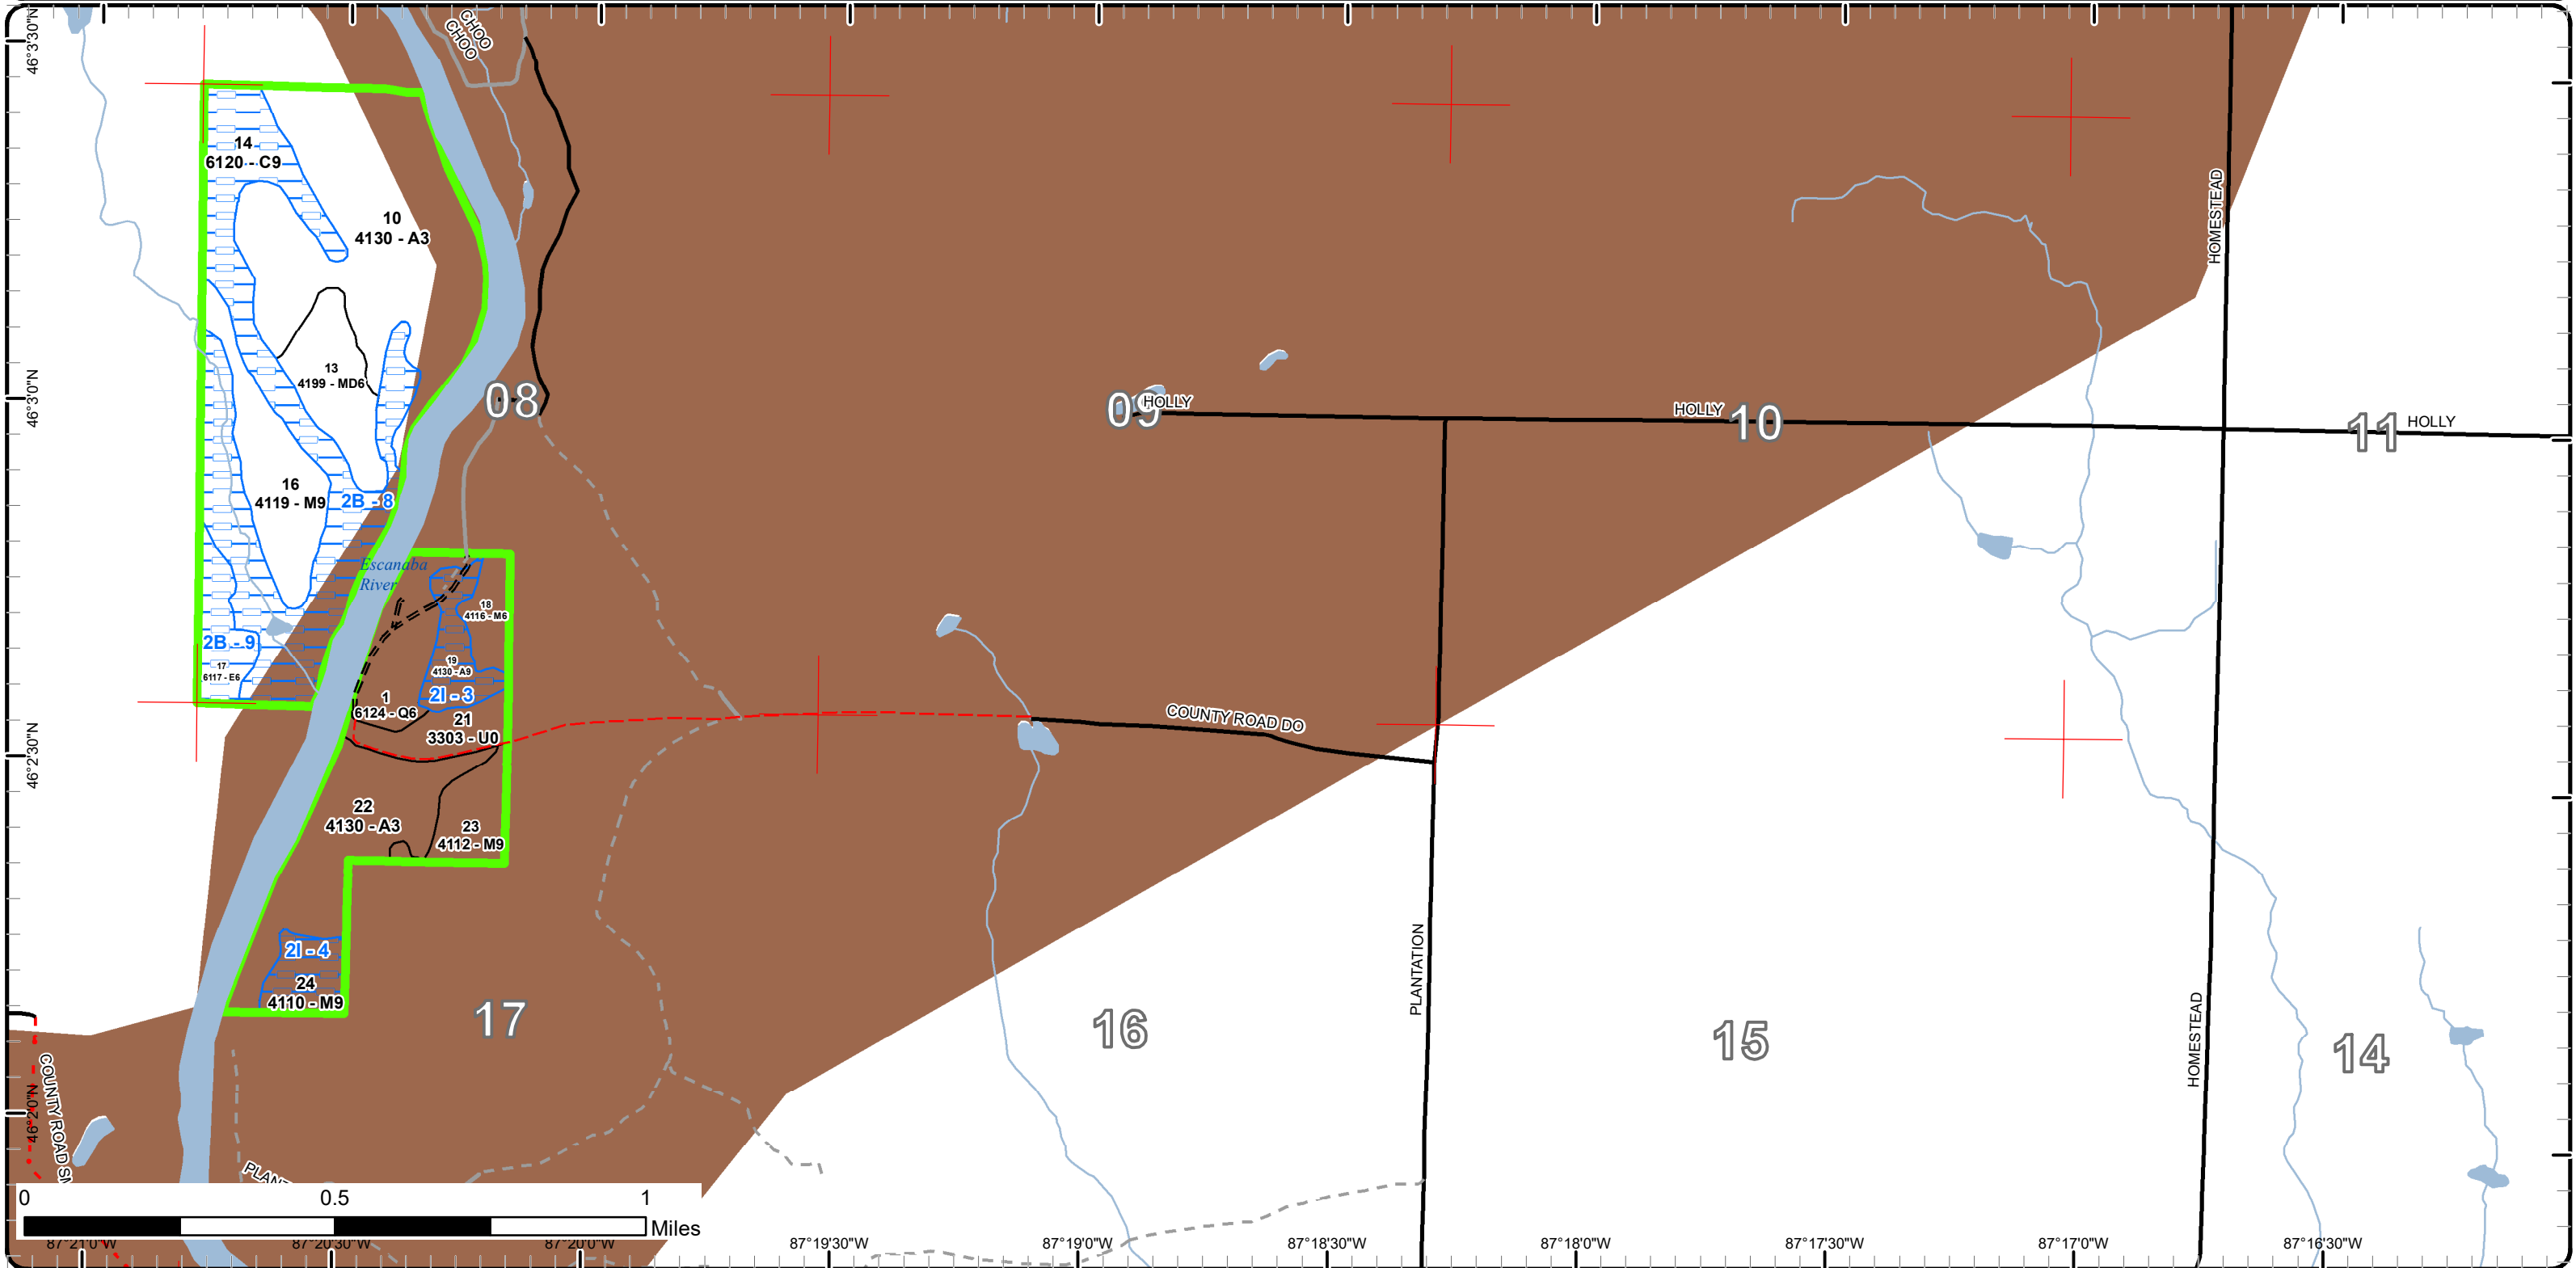 CHOO
CHOO
46°3'30"N
14
6120 - C9
10
4130 - A3
HOMESTEAD
13
4199 - MD6
46°3'0"N
08
09
HOLLY
HOLLY
10
11
HOLLY
16
4119 - M9
2B - 8
Escanaba
River
18
4116 - M6
2B - 9
17
6117 - E6
19
4130 - A9
2I - 3
1
6124 - Q6
21
3303 - U0
COUNTY ROAD DO
46°2'30"N
22
4130 - A3
23
4112 - M9
2I - 4
24
4110 - M9
PLANTATION
17
16
15
14
HOMESTEAD
46°2'0"N
COUNTY ROAD
0
0.5
1
Miles
87°21'0"W
87°20'30"W
87°20'0"W
87°19'30"W
87°19'0"W
87°18'30"W
87°18'0"W
87°17'30"W
87°17'0"W
87°16'30"W